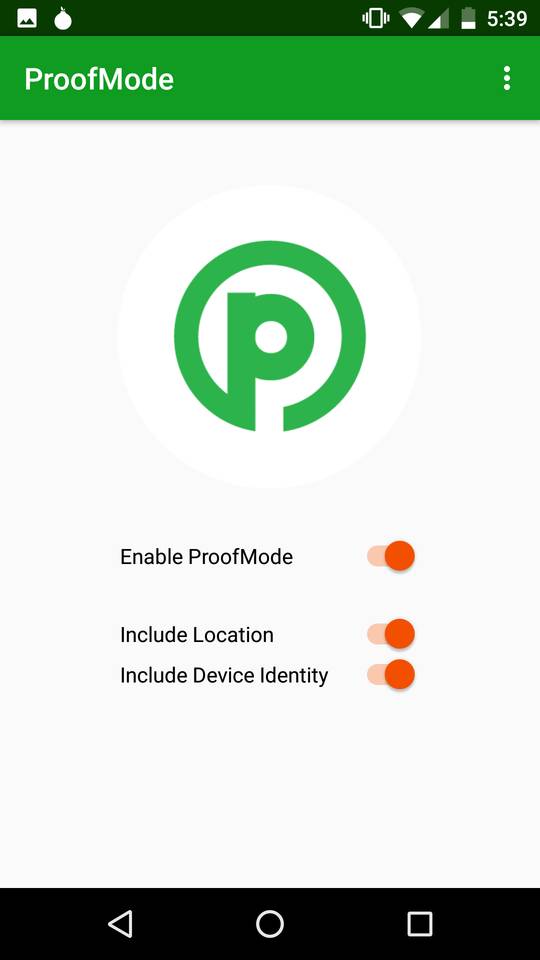 5:39
ProofMode
Enable ProofMode
Include Location
Include Device Identity